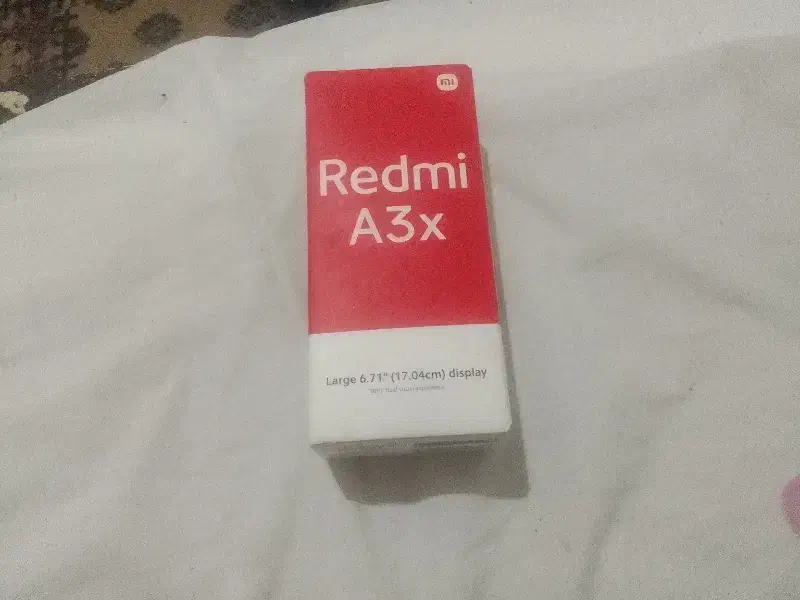 mi
Redmi
A3x
Large 6.71" (17.04cm) display